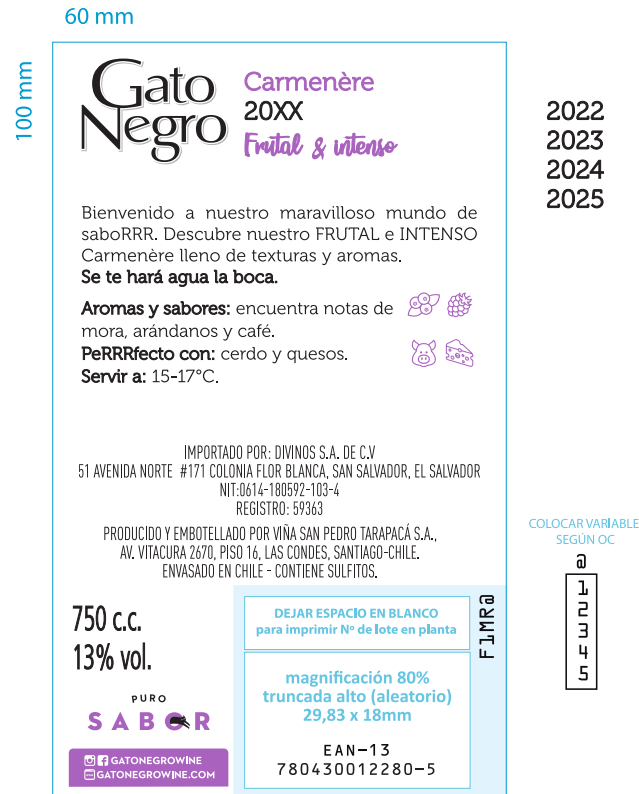 60 mm
100 mm
Gato
Negro
Carmenère
20XX
Frutal & intenso
2022
2023
2024
2025
Bienvenido a nuestro maravilloso mundo de
saboRRR. Descubre nuestro FRUTAL e INTENSO
Carmenère lleno de texturas y aromas.
Se te hará agua la boca.
Aromas y sabores: encuentra notas de
mora, arándanos y café.
PeRRRfecto con: cerdo y quesos.
Servir a: 15-17°C.
IMPORTADO POR: DIVINOS S.A. DE C.V
51 AVENIDA NORTE #171 COLONIA FLOR BLANCA, SAN SALVADOR, EL SALVADOR
NIT:0614-180592-103-4
REGISTRO: 59363
PRODUCIDO Y EMBOTELLADO POR VIÑA SAN PEDRO TARAPACÁ S.A.,
AV. VITACURA 2670, PISO 16, LAS CONDES, SANTIAGO-CHILE.
ENVASADO EN CHILE - CONTIENE SULFITOS.
COLOCAR VARIABLE
SEGÚN OC
@
1
2
3
4
5
750 c.c.
13% vol.
PURO
SABOR
GATONEGROWINE
GATONEGROWINE.COM
DEJAR ESPACIO EN BLANCO
para imprimir Nº de lote en planta
F1MR@
magnificación 80%
truncada alto (aleatorio)
29,83 x 18mm
EAN-13
780430012280-5